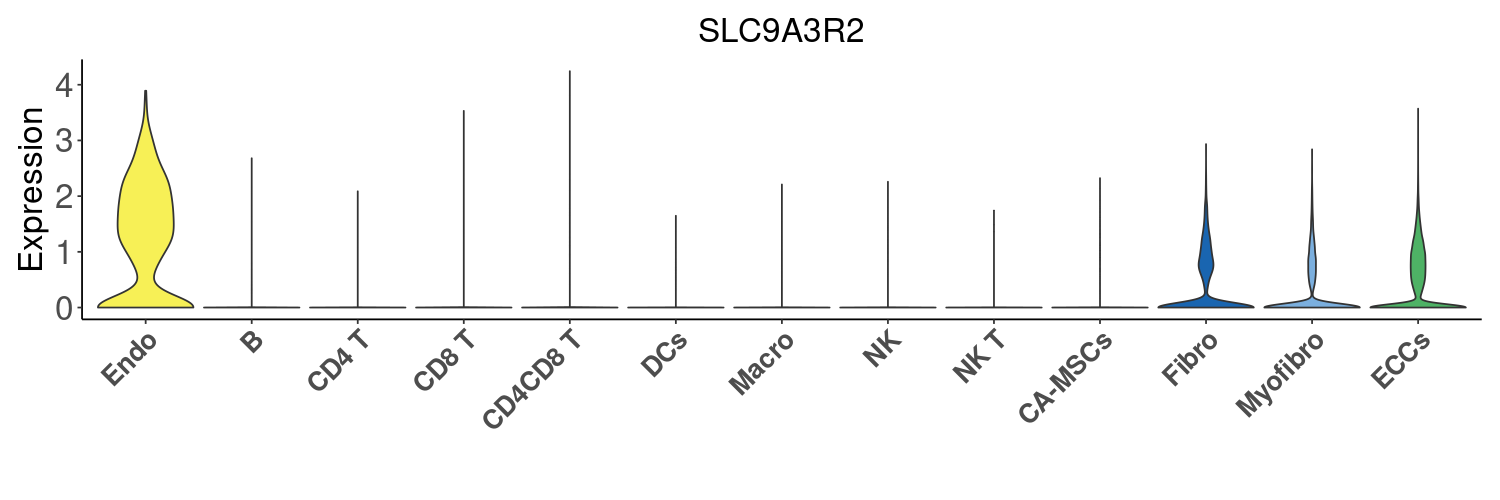 SLC9A3R2
Expression
4
3
2
1
0
Endo
B
CD4 T
CD8 T
CD4CD8 T
DCs
Macro
NK
NK T
CA-MSCs
Fibro
Myofibro
ECCs